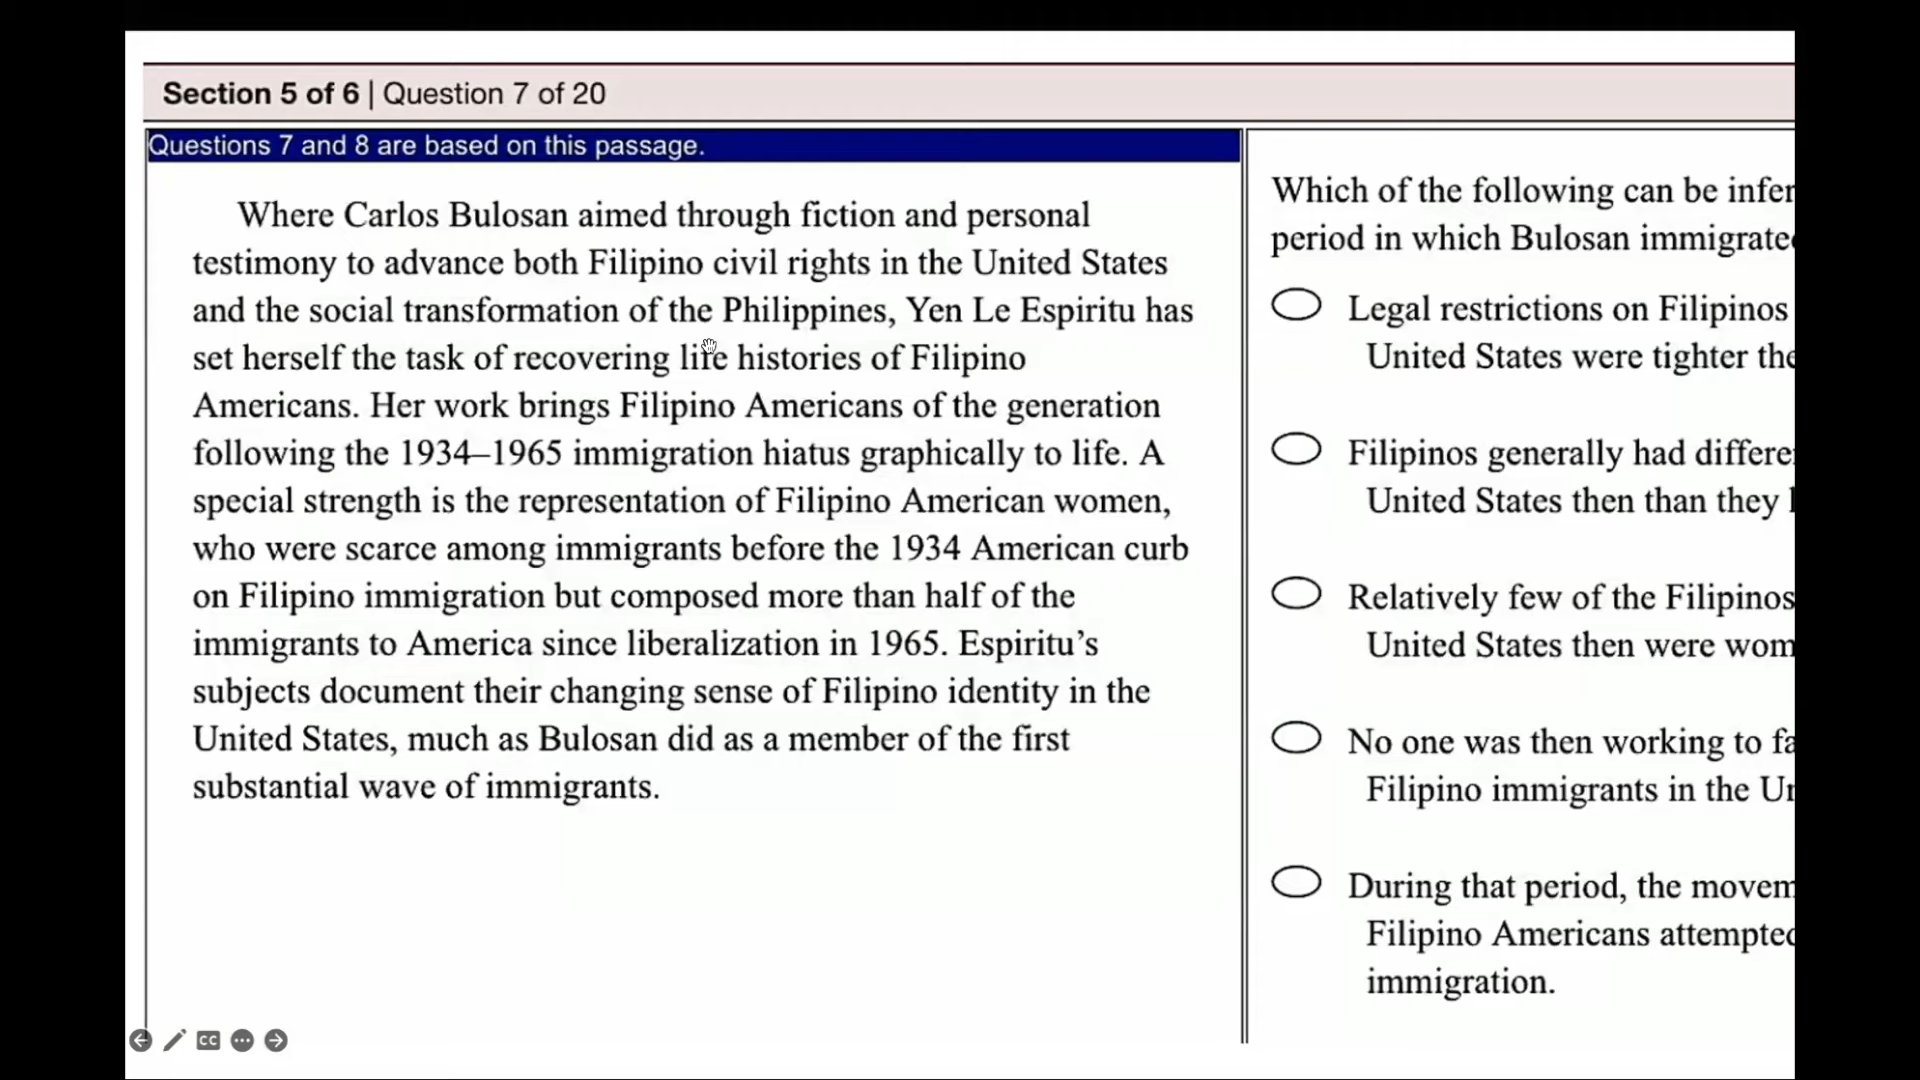 Section 5 of 6 | Question 7 of 20
Questions 7 and 8 are based on this passage.
Where Carlos Bulosan aimed through fiction and personal
testimony to advance both Filipino civil rights in the United States
and the social transformation of the Philippines, Yen Le Espiritu has
set herself the task of recovering life histories of Filipino
Americans. Her work brings Filipino Americans of the generation
following the 1934–1965 immigration hiatus graphically to life. A
special strength is the representation of Filipino American women,
who were scarce among immigrants before the 1934 American curb
on Filipino immigration but composed more than half of the
immigrants to America since liberalization in 1965. Espiritu’s
subjects document their changing sense of Filipino identity in the
United States, much as Bulosan did as a member of the first
substantial wave of immigrants.
Which of the following can be infer
period in which Bulosan immigrate
Legal restrictions on Filipinos
United States were tighter the
Filipinos generally had differe
United States then than they
Relatively few of the Filipinos
United States then were wom
No one was then working to fa
Filipino immigrants in the Un
During that period, the movem
Filipino Americans attempted
immigration.
CC